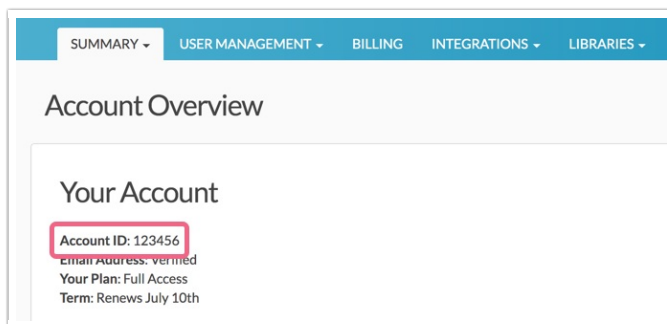 SUMMARY USER MANAGEMENT BILLING INTEGRATIONS LIBRARIES
Account Overview
Your Account
Account ID: 123456
Email Address: Verified
Your Plan: Full Access
Term: Renews July 10th